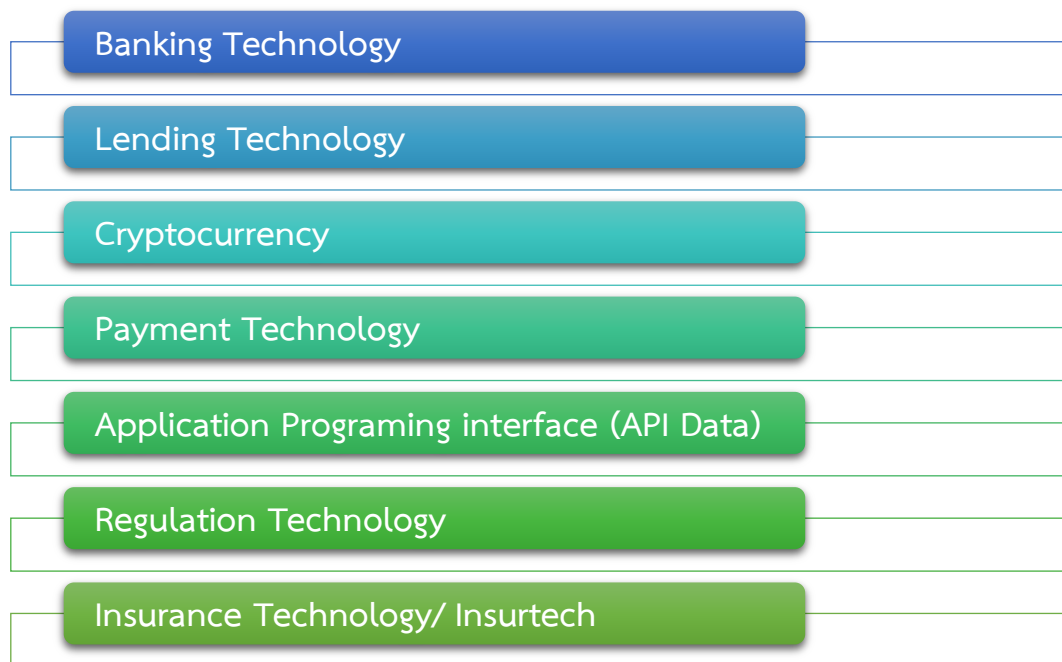 Banking Technology
Lending Technology
Cryptocurrency
Payment Technology
Application Programing interface (API Data)
Regulation Technology
Insurance Technology/ Insurtech